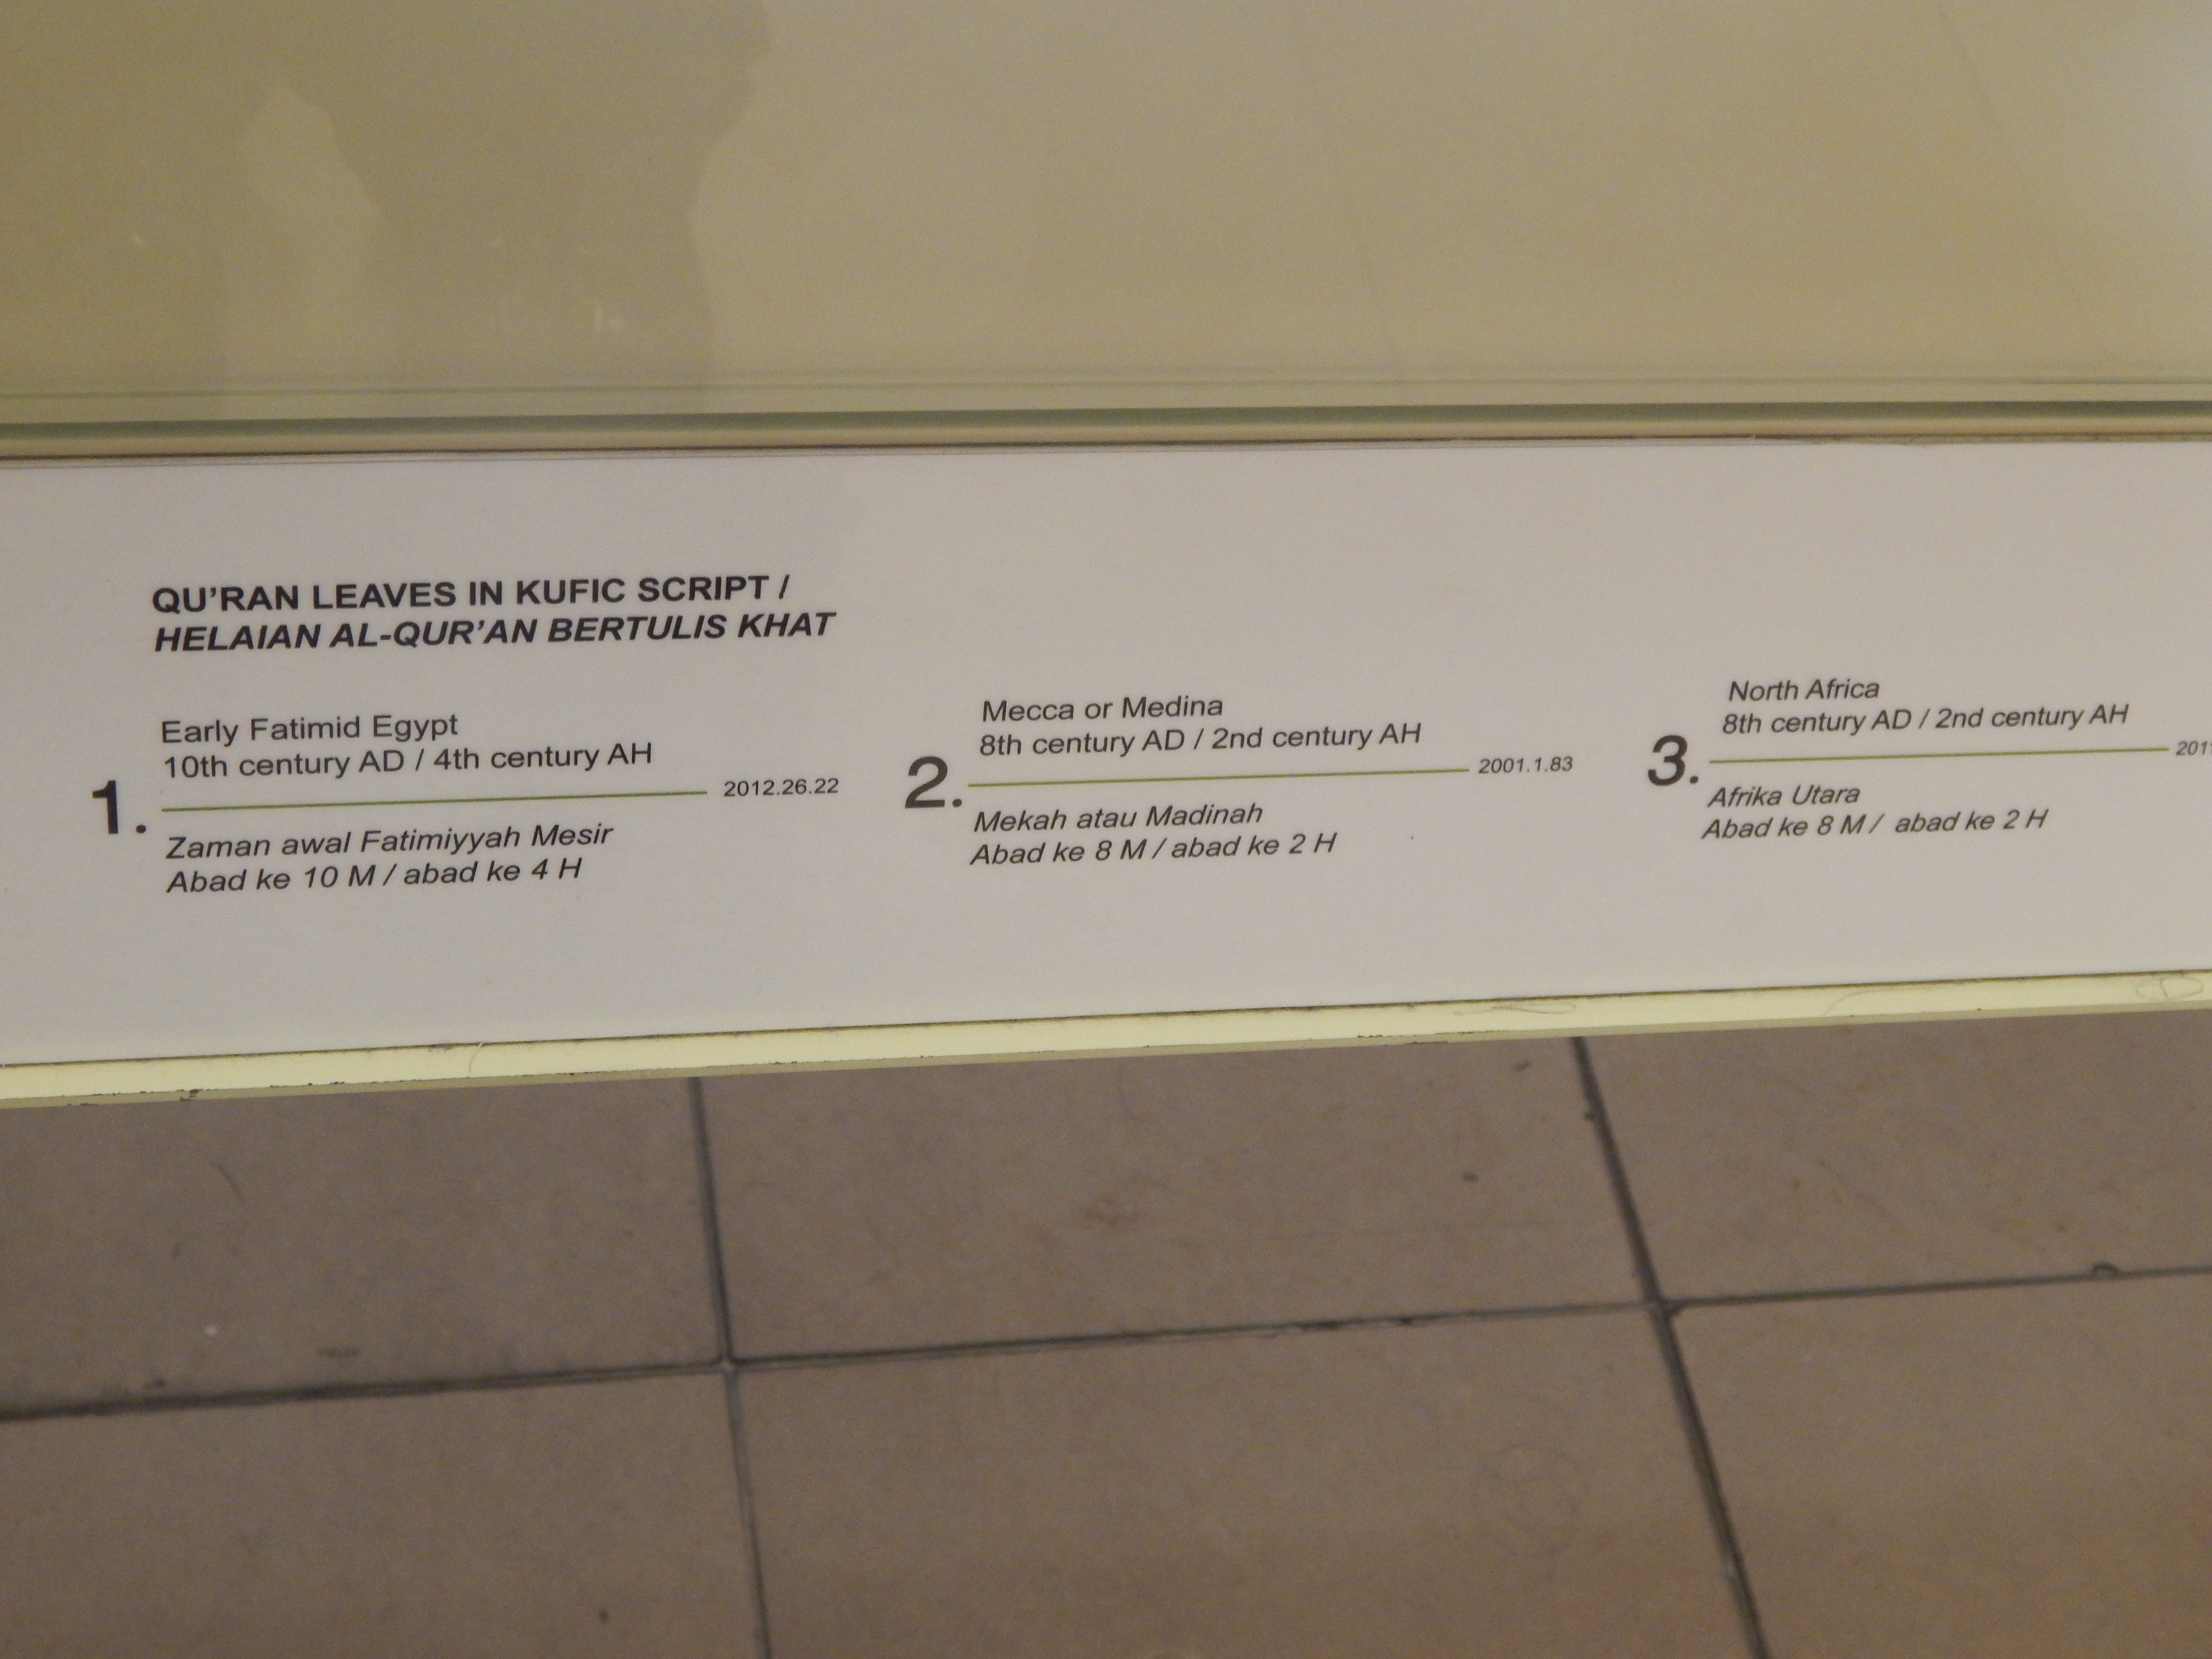 QU'RAN LEAVES IN KUFIC SCRIPT /
HELAIAN AL-QUR'AN BERTULIS KHAT
1.
Early Fatimid Egypt
10th century AD / 4th century AH
2012.26.22
Zaman awal Fatimiyyah Mesir
Abad ke 10 M / abad ke 4 H
2.
Mecca or Medina
8th century AD / 2nd century AH
2001.1.83
Mekah atau Madinah
Abad ke 8 M / abad ke 2 H
3.
North Africa
8th century AD / 2nd century AH
Afrika Utara
Abad ke 8 M / abad ke 2 H